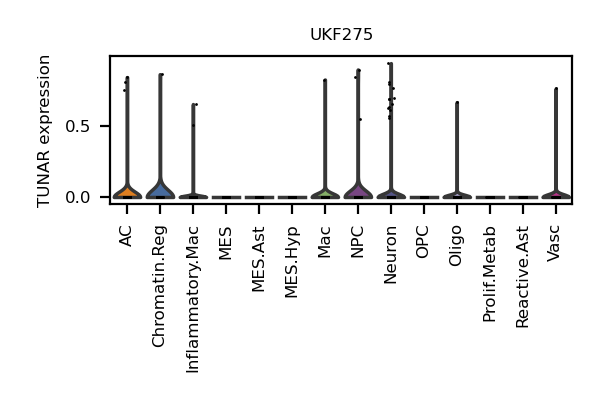 UKF275
TUNAR expression
0.5
0.0
AC
Chromatin.Reg
Inflammatory.Mac
MES
MES.Ast
MES.Hyp
Mac
NPC
Neuron
OPC
Oligo
Prolif.Metab
Reactive.Ast
Vasc